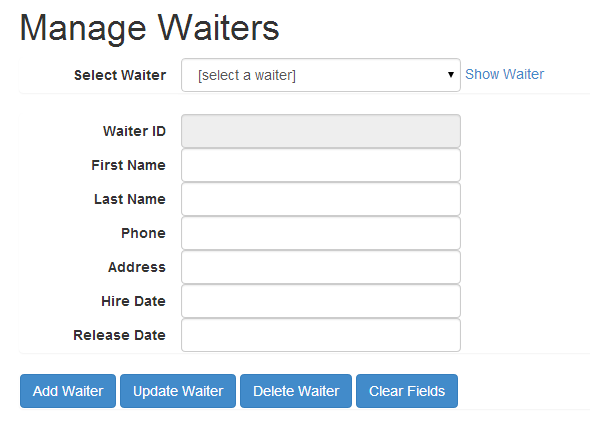 Manage Waiters
Select Waiter [select a waiter] Show Waiter
Waiter ID
First Name
Last Name
Phone
Address
Hire Date
Release Date
Add Waiter Update Waiter Delete Waiter Clear Fields